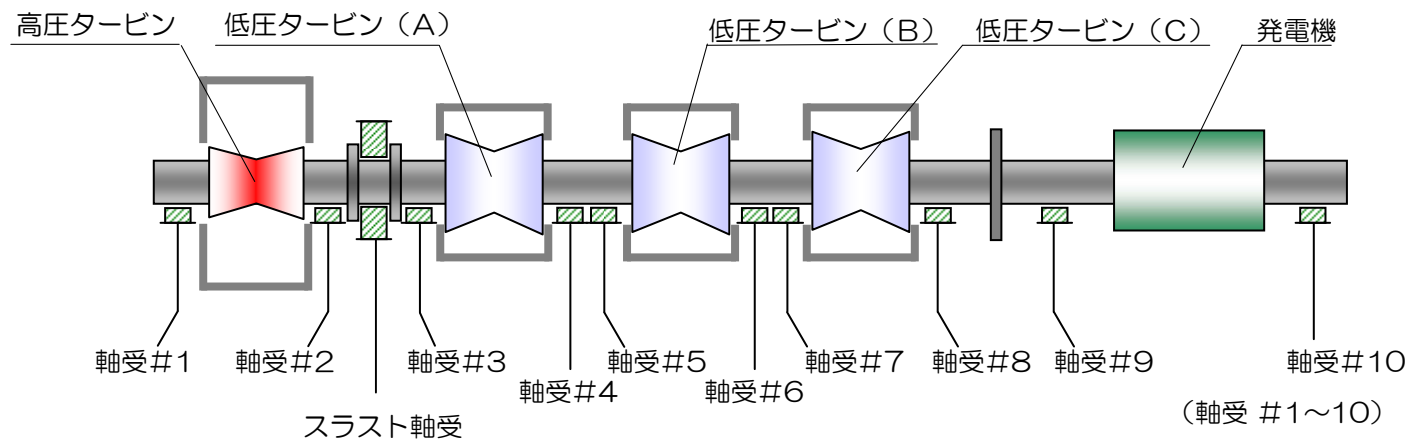 高圧タービン
低圧タービン（A）
低圧タービン（B）
低圧タービン（C）
発電機
軸受#1
軸受#2
軸受#3
軸受#4
軸受#5
軸受#6
軸受#7
軸受#8
軸受#9
軸受#10
スラスト軸受
（軸受 #1～10）